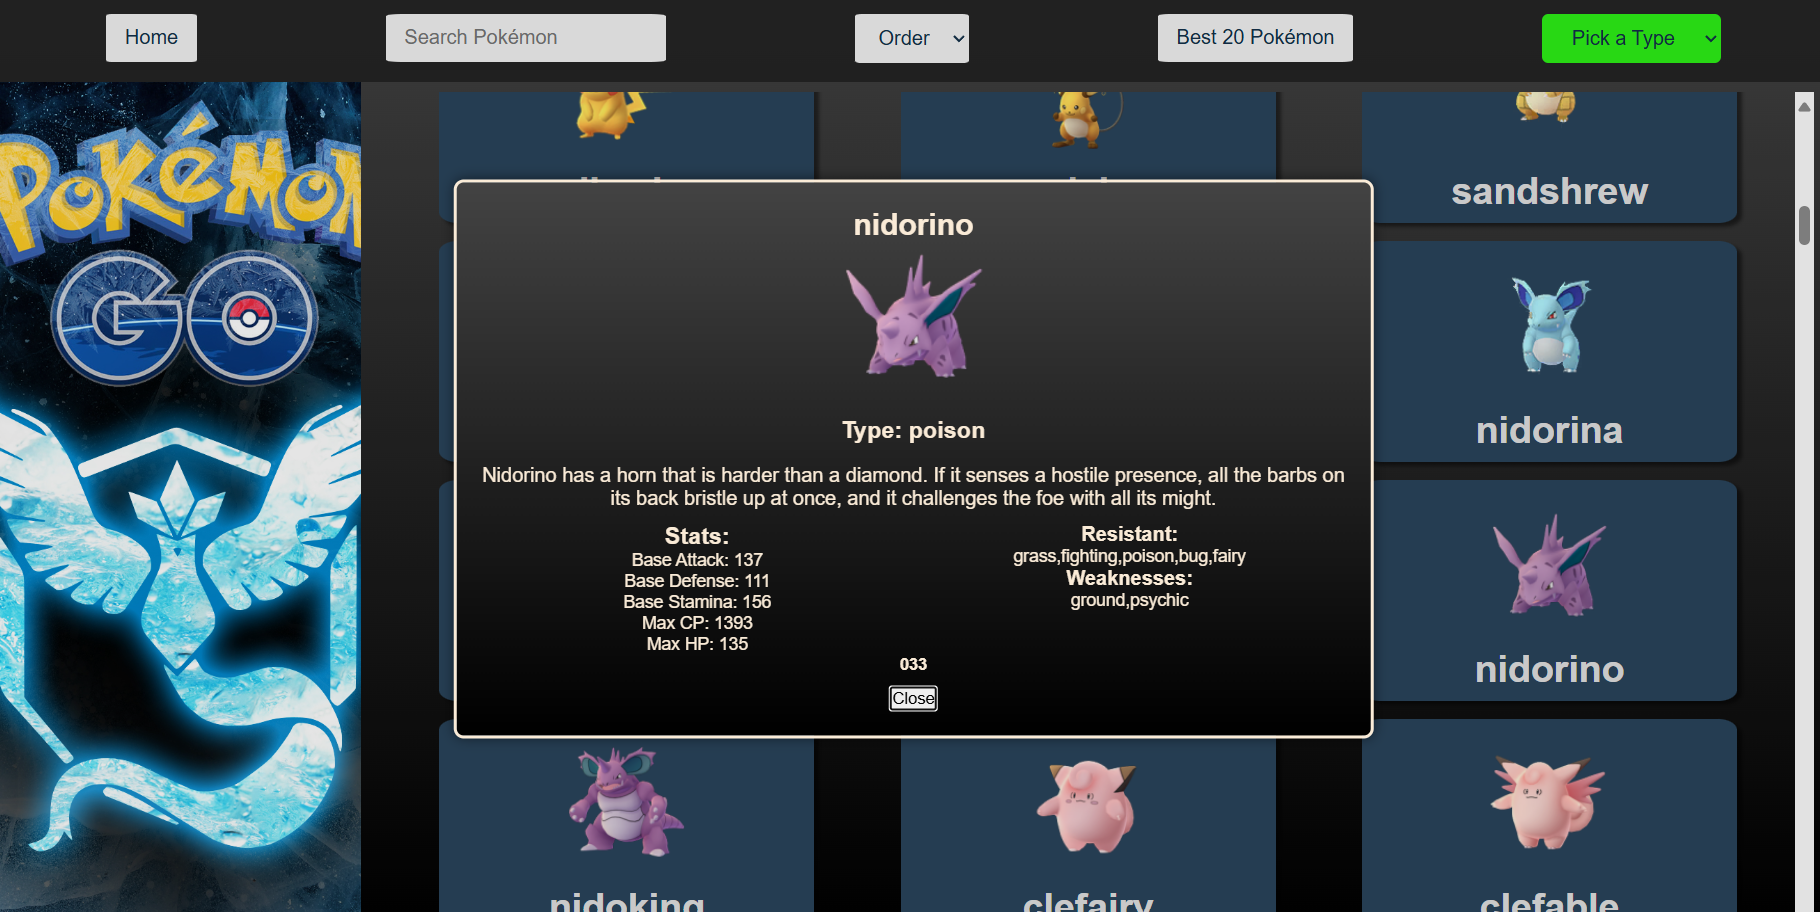 Home
Search Pokémon
Order
Best 20 Pokémon
Pick a Type
POKéMON
GO
sandshrew
nidorino
Type: poison
Nidorino has a horn that is harder than a diamond. If it senses a hostile presence, all the barbs on
its back bristle up at once, and it challenges the foe with all its might.
Stats:
Base Attack: 137
Base Defense: 111
Base Stamina: 156
Max CP: 1393
Max HP: 135
Resistant:
grass,fighting,poison,bug,fairy
Weaknesses:
ground,psychic
033
Close
nidorina
nidorino
nidoking
clefairy
clefable